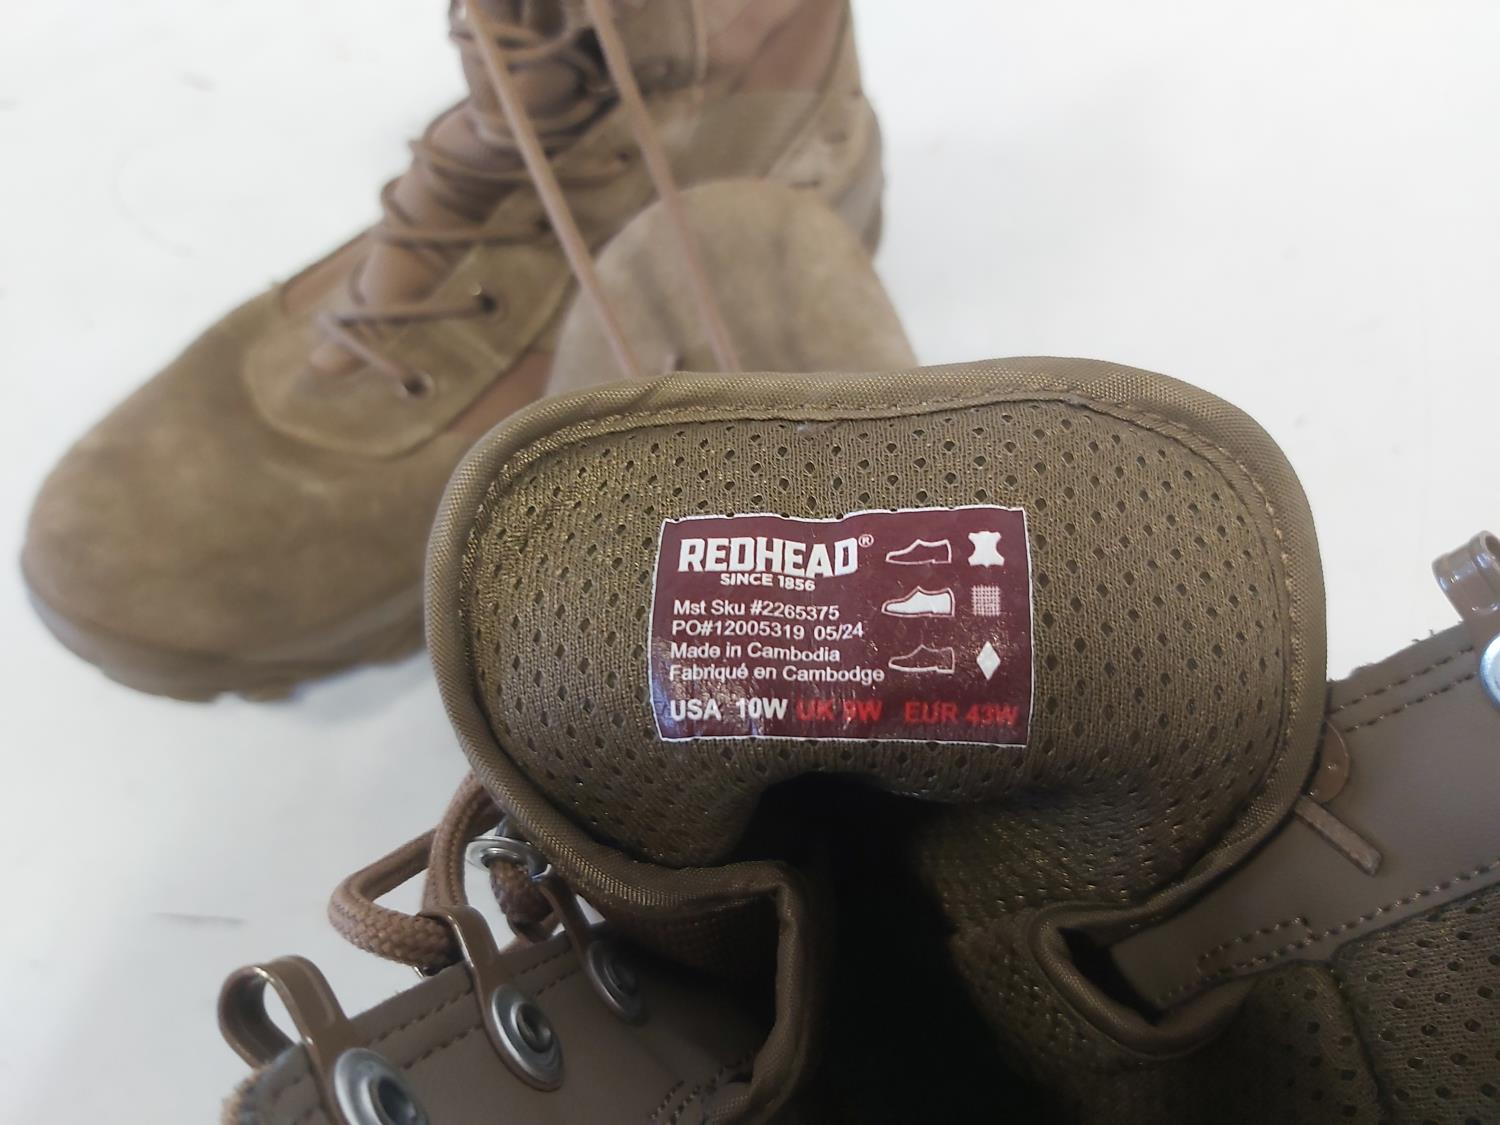 REDHEAD®
SINCE 1856
Mst Sku #2265375
PO#12005319 05/24
Made in Cambodia
Fabriqué en Cambodge
USA 10W UK 9W EUR 43W